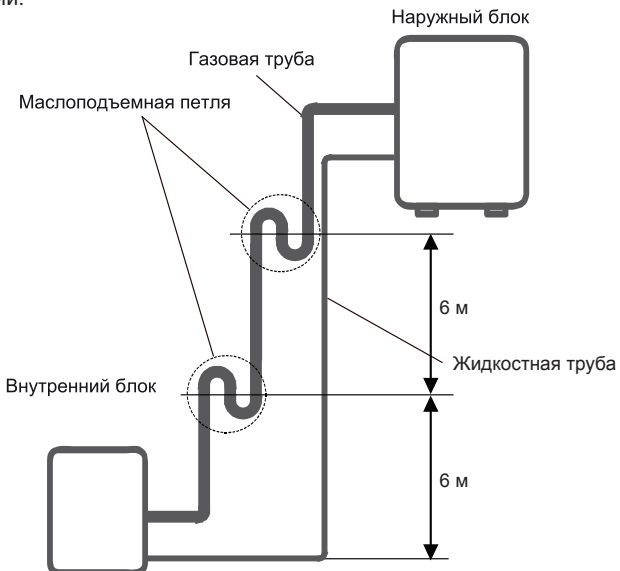 Наружный блок
Газовая труба
Маслоподъемная петля
6 м
Жидкостная труба
Внутренний блок
6 м